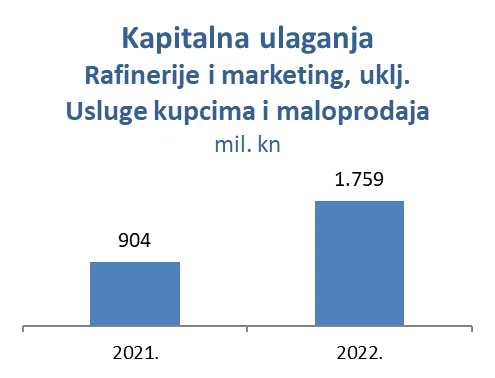 Kapitalna ulaganja
Rafinerije i marketing, uklj.
Usluge kupcima i maloprodaja
mil. kn
1.759
904
2021.
2022.